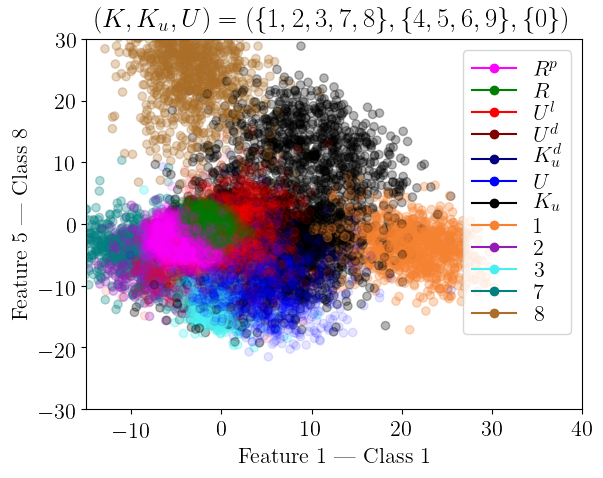 (K, K_u, U) = ({1, 2, 3, 7, 8}, {4, 5, 6, 9}, {0})
30
20
10
0
−10
−20
−30
Feature 5 — Class 8
R^p
R
U^l
U^d
K_u^d
U
K_u
1
2
3
7
8
−10
0
10
20
30
40
Feature 1 — Class 1